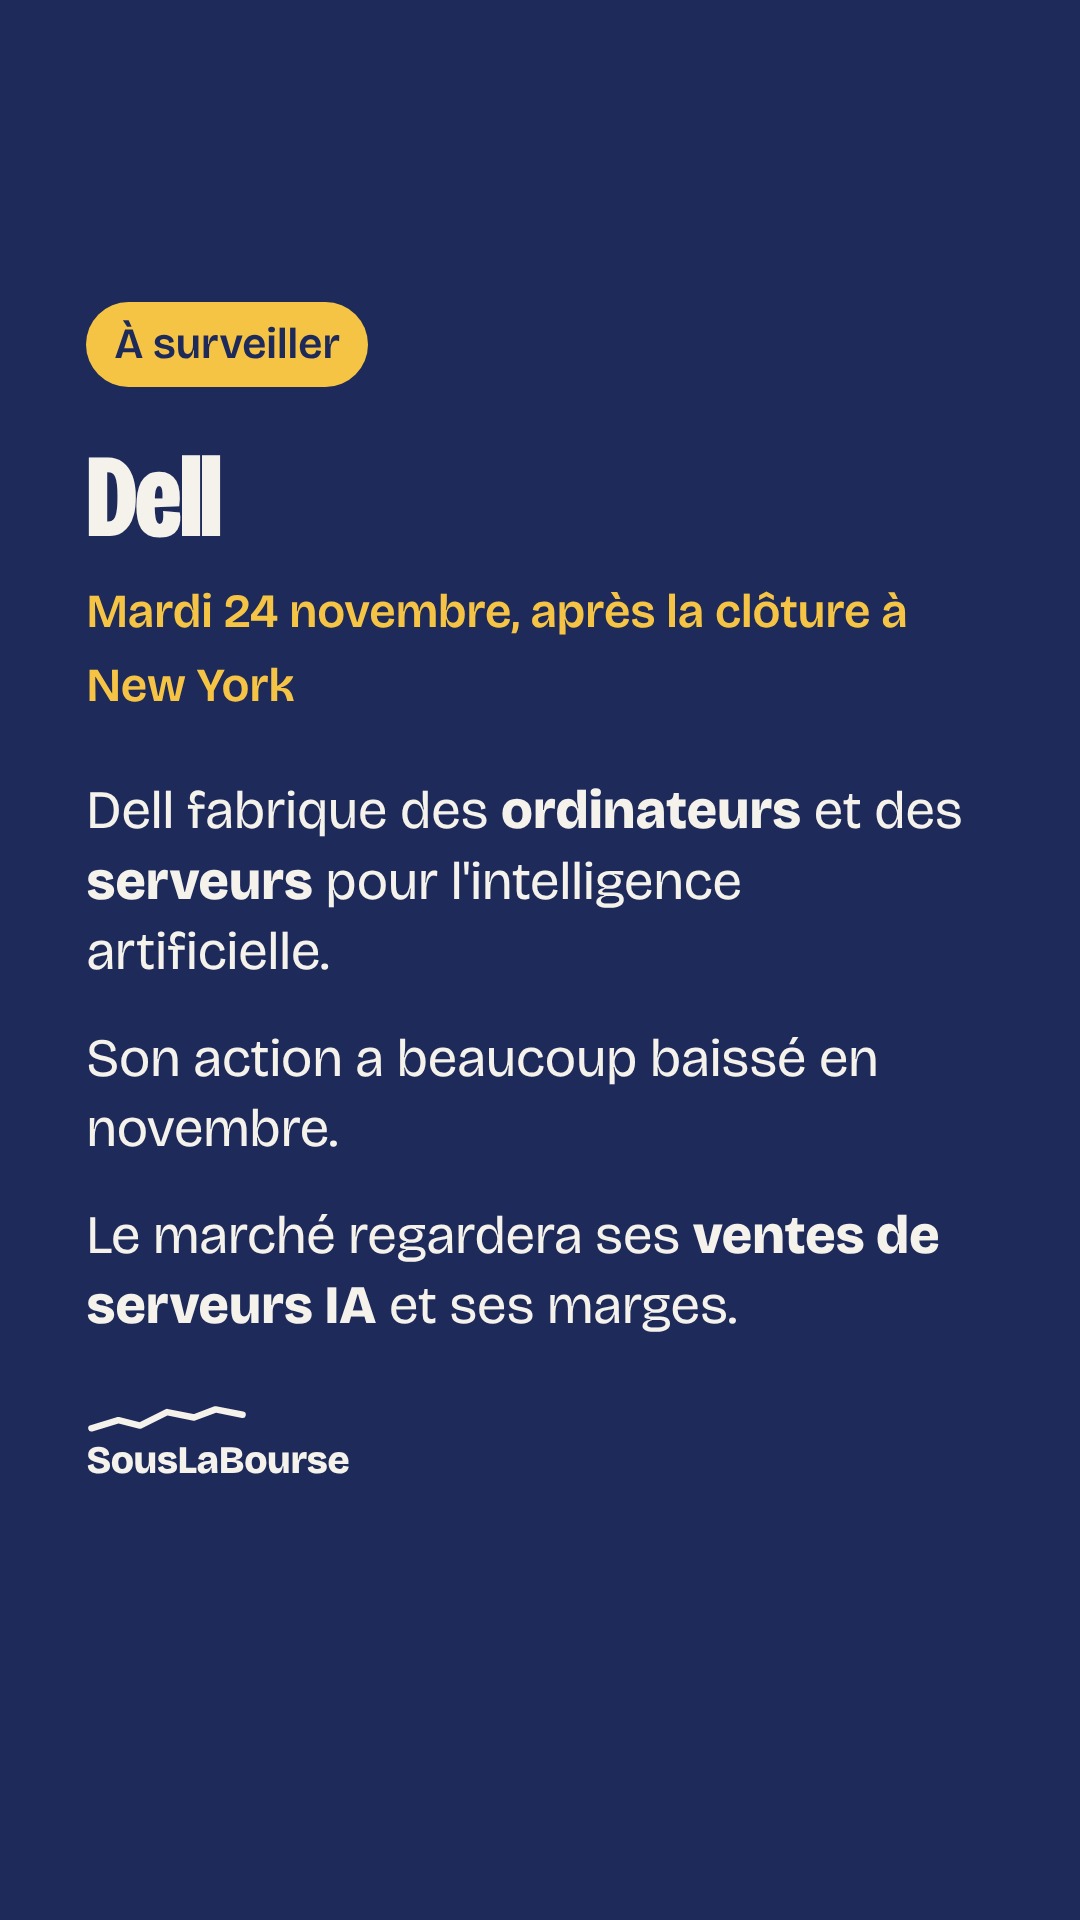 À surveiller
Dell
Mardi 24 novembre, après la clôture à
New York
Dell fabrique des ordinateurs et des
serveurs pour l'intelligence
artificielle.
Son action a beaucoup baissé en
novembre.
Le marché regardera ses ventes de
serveurs IA et ses marges.
SousLaBourse